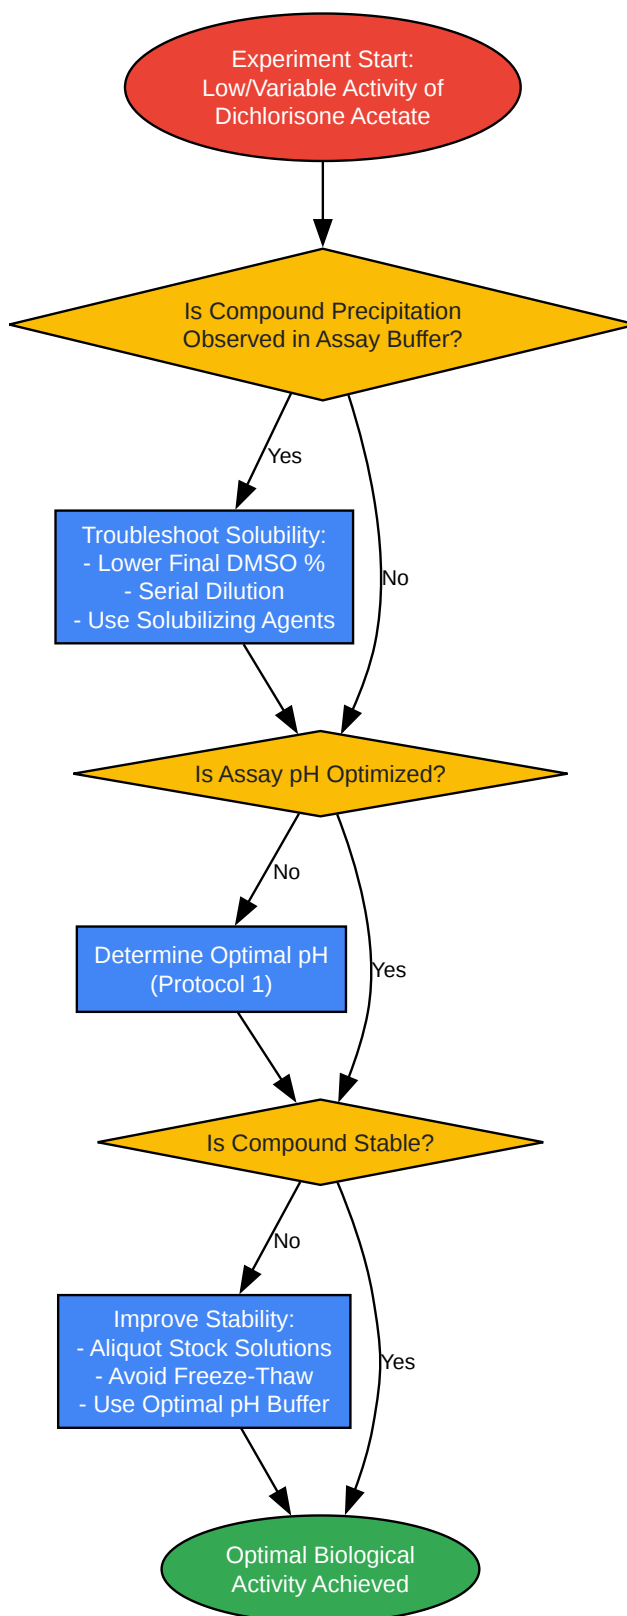 Experiment Start:
Low/Variable Activity of
Dichlorisone Acetate
Is Compound Precipitation
Observed in Assay Buffer?
Yes
No
Troubleshoot Solubility:
- Lower Final DMSO %
- Serial Dilution
- Use Solubilizing Agents
Is Assay pH Optimized?
No
Yes
Determine Optimal pH
(Protocol 1)
Is Compound Stable?
No
Yes
Improve Stability:
- Aliquot Stock Solutions
- Avoid Freeze-Thaw
- Use Optimal pH Buffer
Optimal Biological
Activity Achieved